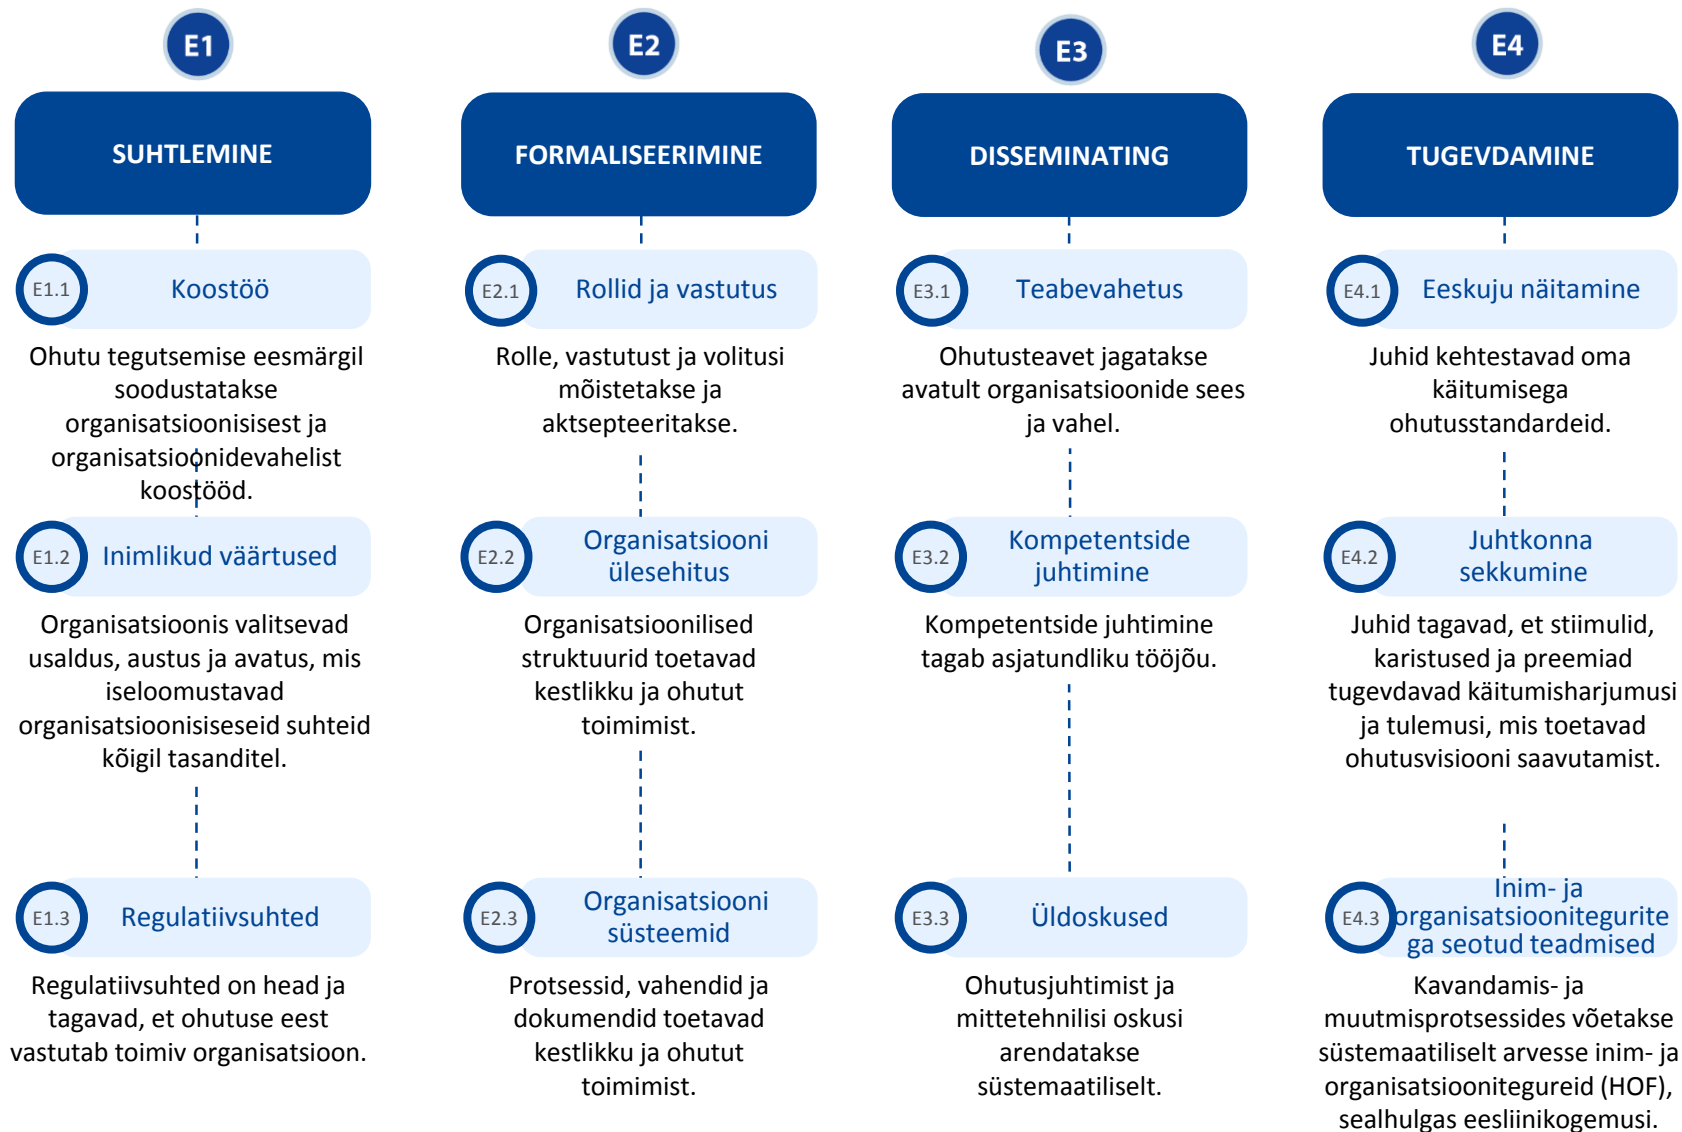 E1
SUHTLEMINE
E1.1
Koostöö
Ohutu tegutsemise eesmärgil
soodustatakse
organisatsioonisisest ja
organisatsioonidevahelist
koostööd.
E1.2
Inimlikud väärtused
Organisatsioonis valitsevad
usaldus, austus ja avatus, mis
iseloomustavad
organisatsioonisiseseid suhteid
kõigil tasanditel.
E1.3
Regulatiivsuhted
Regulatiivsuhted on head ja
tagavad, et ohutuse eest
vastutab toimiv organisatsioon.
E2
FORMALISEERIMINE
E2.1
Rollid ja vastutus
Rolle, vastutust ja volitusi
mõistetakse ja
aktsepteeritakse.
E2.2
Organisatsiooni
ülesehitus
Organisatsioonilised
struktuurid toetavad
kestlikku ja ohutut
toimimist.
E2.3
Organisatsiooni
süsteemid
Protsessid, vahendid ja
dokumendid toetavad
kestlikku ja ohutut
toimimist.
E3
DISSEMINATING
E3.1
Teabevahetus
Ohutusteavet jagatakse
avatult organisatsioonide sees
ja vahel.
E3.2
Kompetentside
juhtimine
Kompetentside juhtimine
tagab asjatundliku tööjõu.
E3.3
Üldoskused
Ohutusjuhtimist ja
mittetehnilisi oskusi
arendatakse
süstemaatiliselt.
E4
TUGEVDAMINE
E4.1
Eeskuju näitamine
Juhid kehtestavad oma
käitumisega
ohutusstandardeid.
E4.2
Juhtkonna
sekkumine
Juhid tagavad, et stiimulid,
karistused ja preemiad
tugevdavad käitumisharjumusi
ja tulemusi, mis toetavad
ohutusvisiooni saavutamist.
E4.3
Inim- ja
organisatsioonitegurite
ga seotud teadmised
Kavandamis- ja
muutmisprotsessides võetakse
süstemaatiliselt arvesse inim- ja
organisatsioonitegureid (HOF),
sealhulgas eesliinikogemusi.